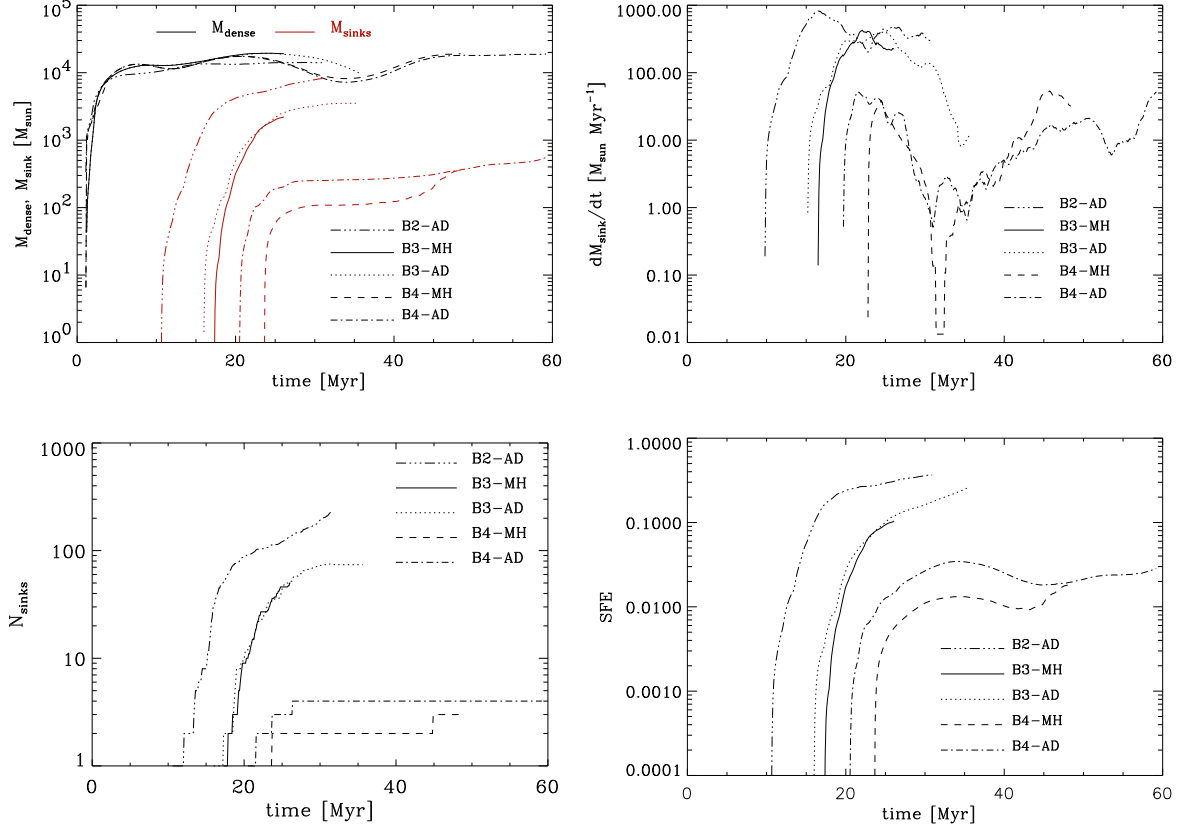 M_dense M_sinks
10^5
10^4
10^3
10^2
10^1
10^0
M_dense, M_sink [M_sun]
B2-AD
B3-MH
B3-AD
B4-MH
B4-AD
0 20 40 60
time [Myr]
1000.00
100.00
10.00
1.00
0.10
0.01
dM_sink/dt [M_sun Myr^-1]
B2-AD
B3-MH
B3-AD
B4-MH
B4-AD
0 20 40 60
time [Myr]
1000
100
10
1
N_sinks
B2-AD
B3-MH
B3-AD
B4-MH
B4-AD
0 20 40 60
time [Myr]
1.0000
0.1000
0.0100
0.0010
0.0001
SFE
B2-AD
B3-MH
B3-AD
B4-MH
B4-AD
0 20 40 60
time [Myr]